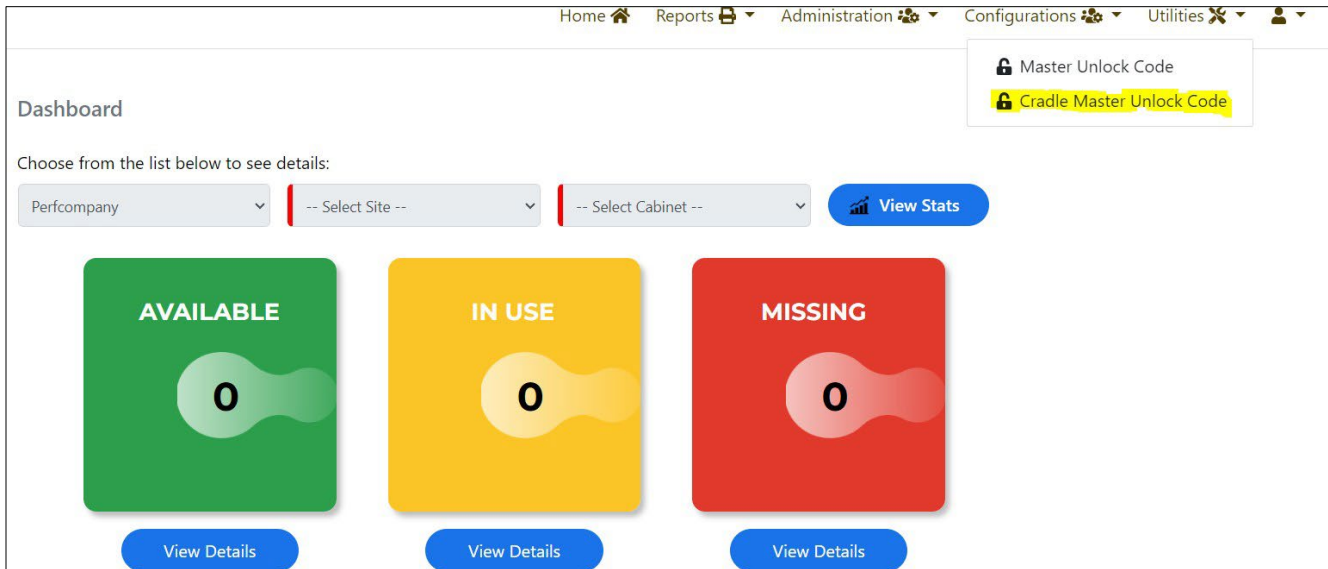 Home Reports Administration Configurations Utilities
Master Unlock Code
Cradle Master Unlock Code
Dashboard
Choose from the list below to see details:
Perfcompany -- Select Site -- -- Select Cabinet -- View Stats
AVAILABLE IN USE MISSING
0 0 0
View Details View Details View Details